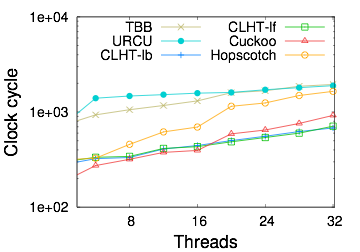 1e+04
TBB
CLHT-lf
URCU
Cuckoo
CLHT-lb
Hopscotch
1e+03
1e+02
Clock cycle
8
16
24
32
Threads